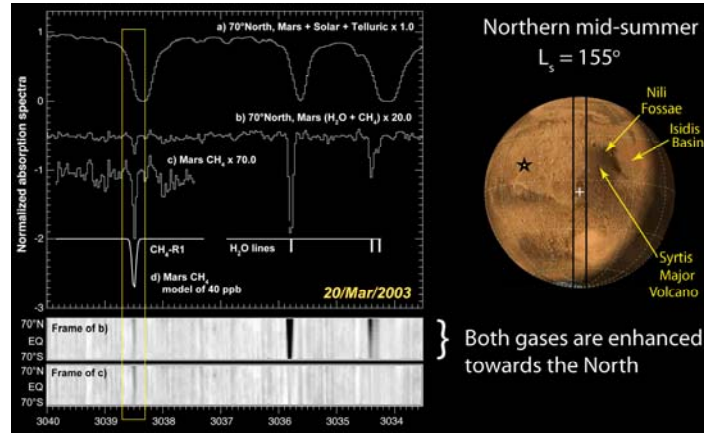 Normalized absorption spectra
1
0
-1
-2
-3
a) 70°North, Mars + Solar + Telluric x 1.0
b) 70°North, Mars (H₂O + CH₄) x 20.0
c) Mars CH₄ x 70.0
CH₄-R1
H₂O lines
d) Mars CH₄
model of 40 ppb
20/Mar/2003
70°N
EQ
70°S
Frame of b)
70°N
EQ
70°S
Frame of c)
3040
3039
3038
3037
3036
3035
3034
Northern mid-summer
Lₛ = 155°
Nili
Fossae
Isidis
Basin
Syrtis
Major
Volcano
} Both gases are enhanced
towards the North